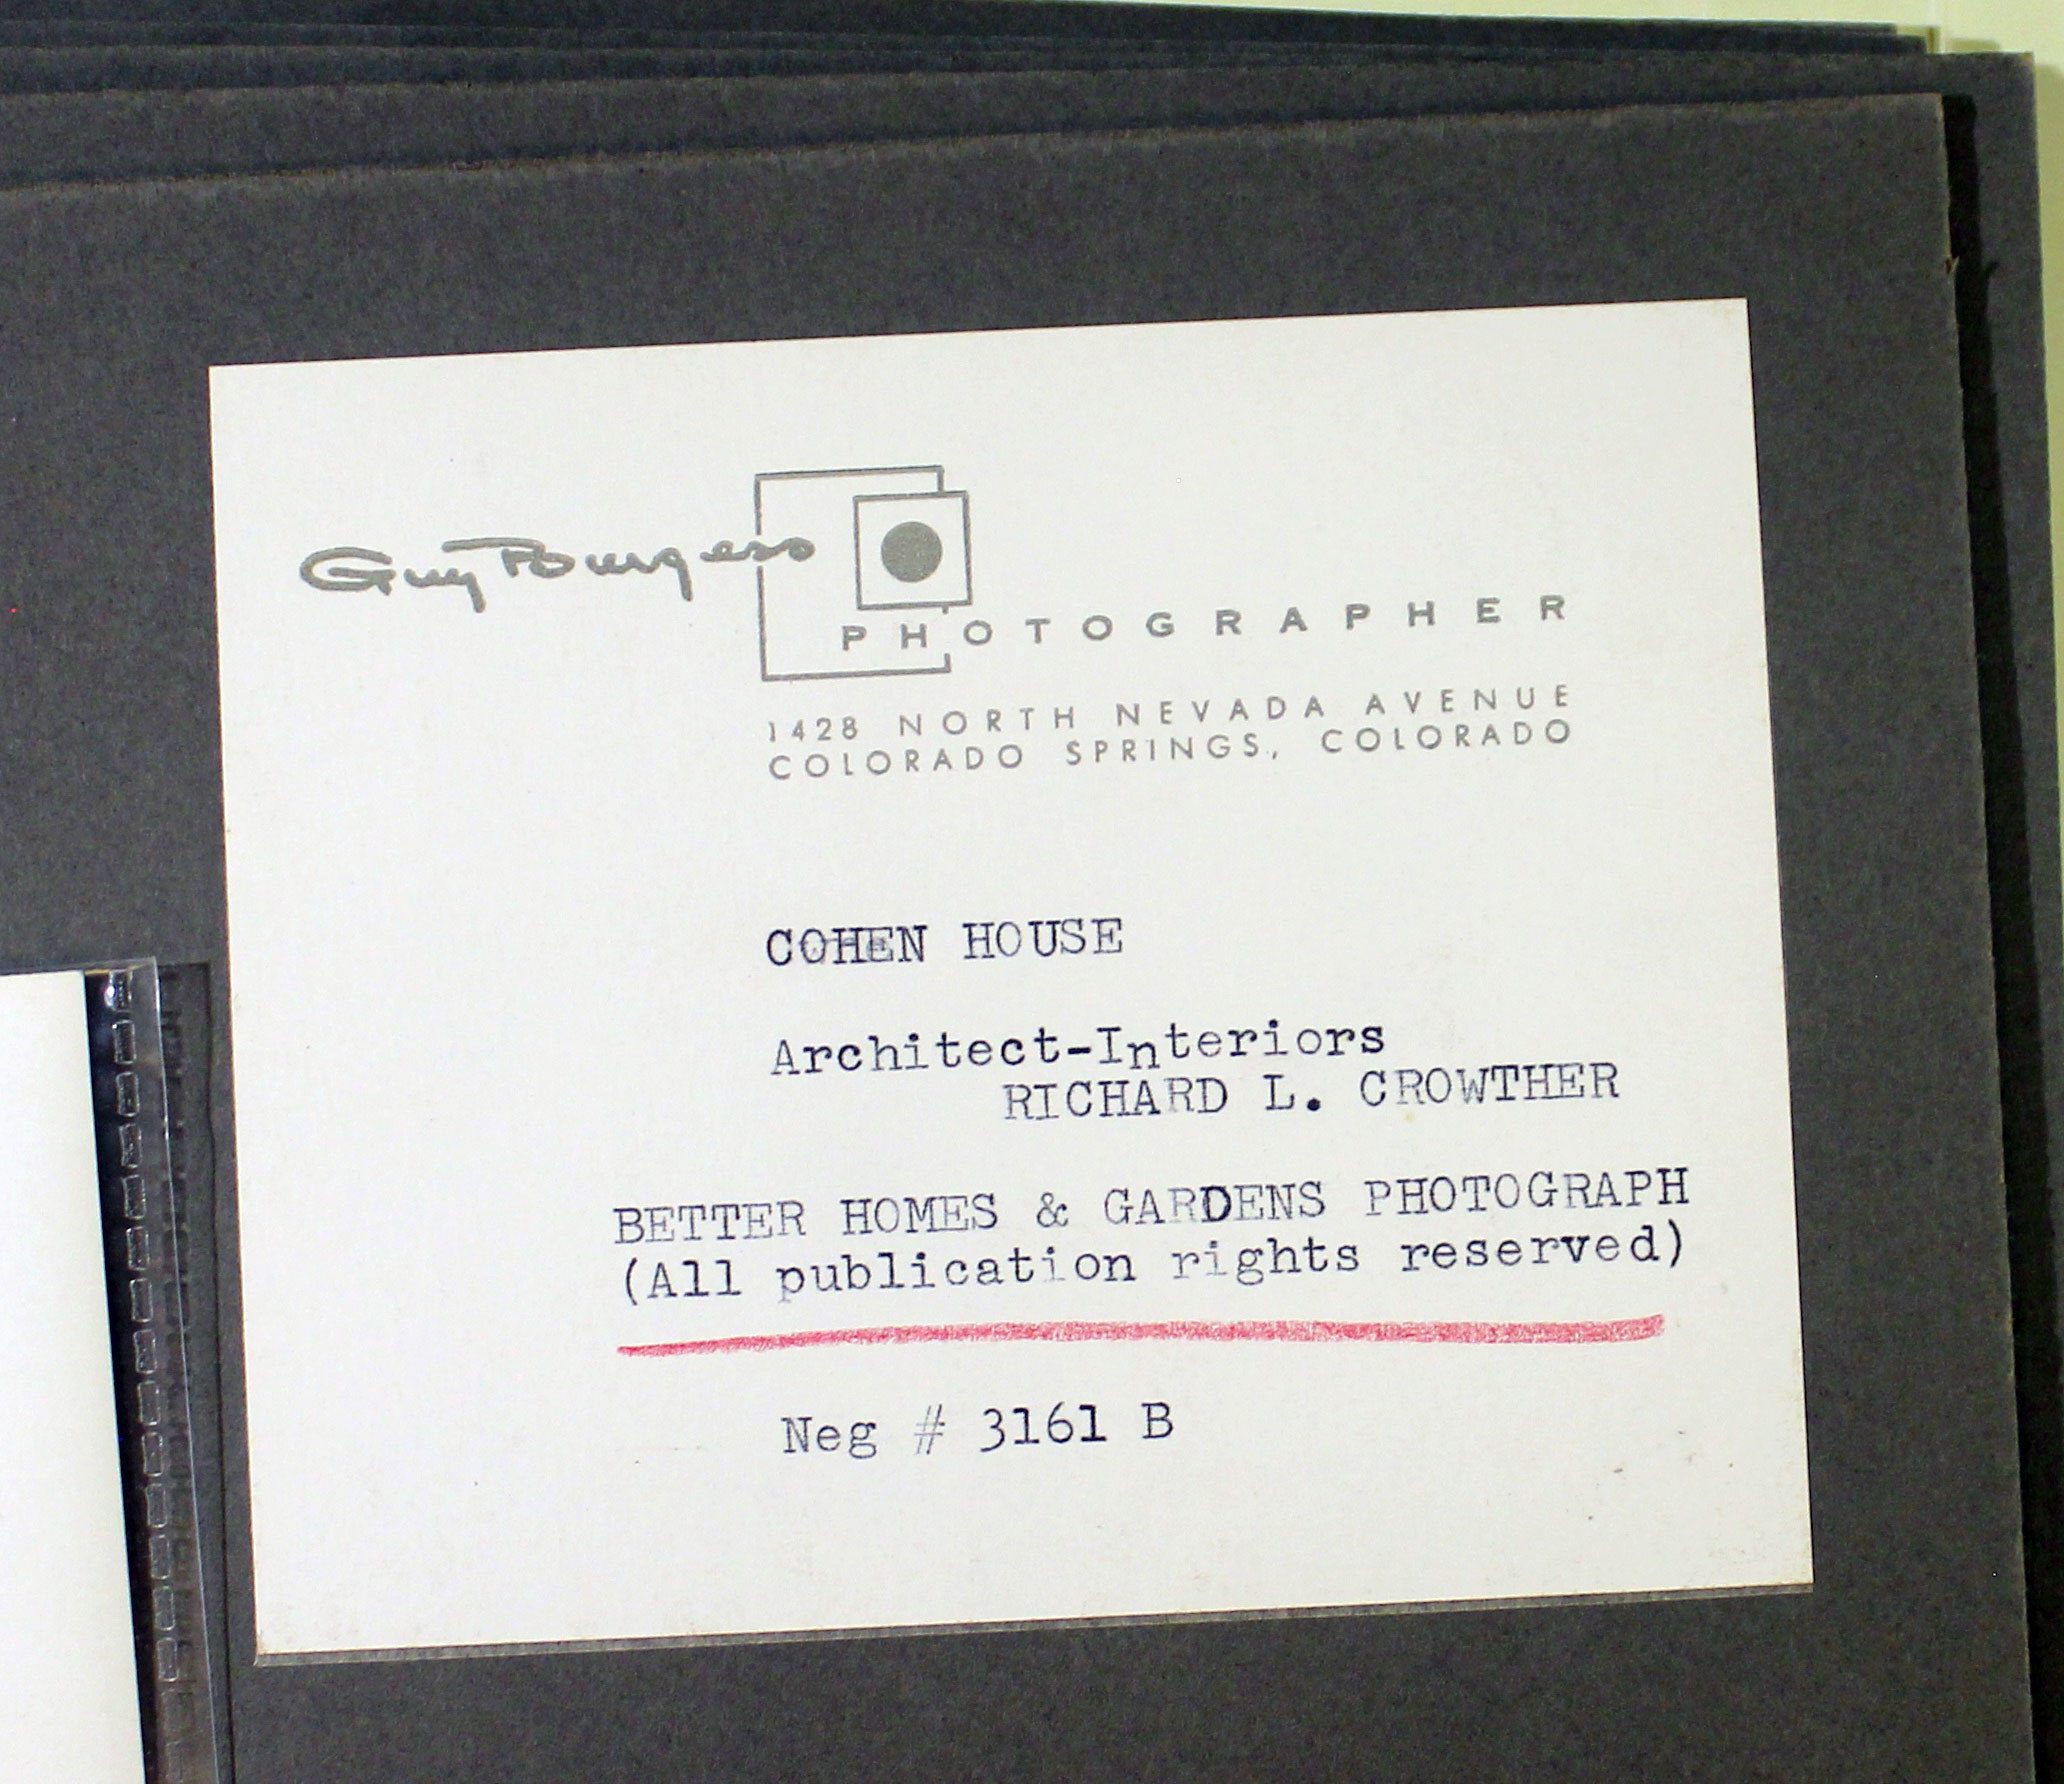 Guy Burgess
PHOTOGRAPHER
1428 NORTH NEVADA AVENUE
COLORADO SPRINGS, COLORADO
COHEN HOUSE
Architect-Interiors
RICHARD L. CROWTHER
BETTER HOMES & GARDENS PHOTOGRAPH
(All publication rights reserved)
Neg # 3161 B